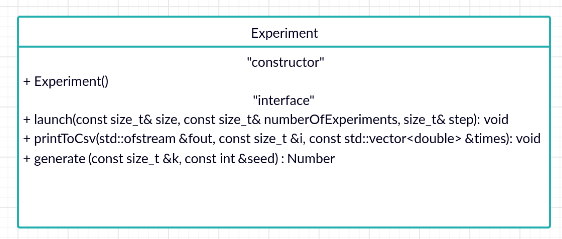 Experiment
"constructor"
+ Experiment()
"interface"
+ launch(const size_t& size, const size_t& numberOfExperiments, size_t& step): void
+ printToCsv(std::ofstream &fout, const size_t &i, const std::vector<double> &times): void
+ generate (const size_t &k, const int &seed) : Number